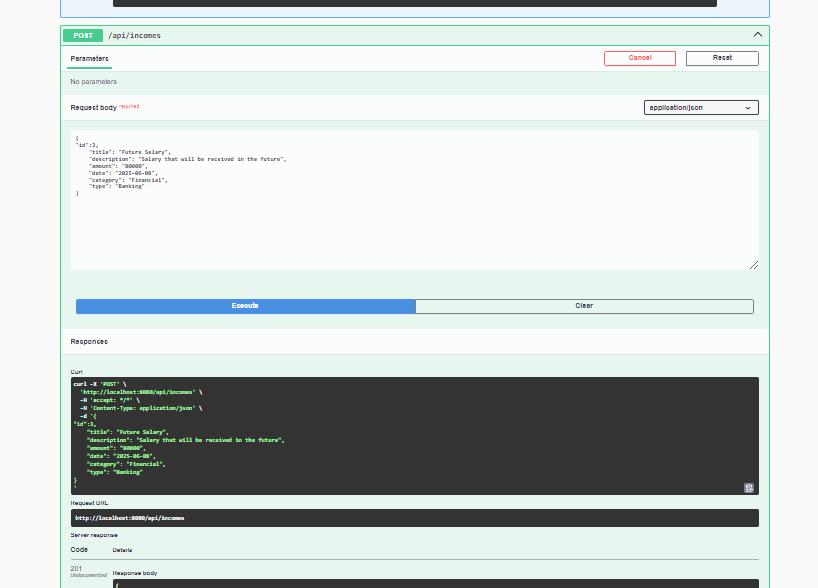 POST /api/incomes
Parameters
Cancel
Reset
No parameters
Request body required
application/json
{
"id":3,
"title": "Future Salary",
"description": "Salary that will be received in the future",
"amount": "80000",
"date": "2025-06-08",
"category": "Financial",
"type": "Banking"
}
Execute
Clear
Responses
Curl
curl -X 'POST' \
'http://localhost:8080/api/incomes' \
-H 'accept: */*' \
-H 'Content-Type: application/json' \
-d '{
"id":3,
"title": "Future Salary",
"description": "Salary that will be received in the future",
"amount": "80000",
"date": "2025-06-08",
"category": "Financial",
"type": "Banking"
}
'
Request URL
http://localhost:8080/api/incomes
Server response
Code Details
201
Undocumented
Response body
{